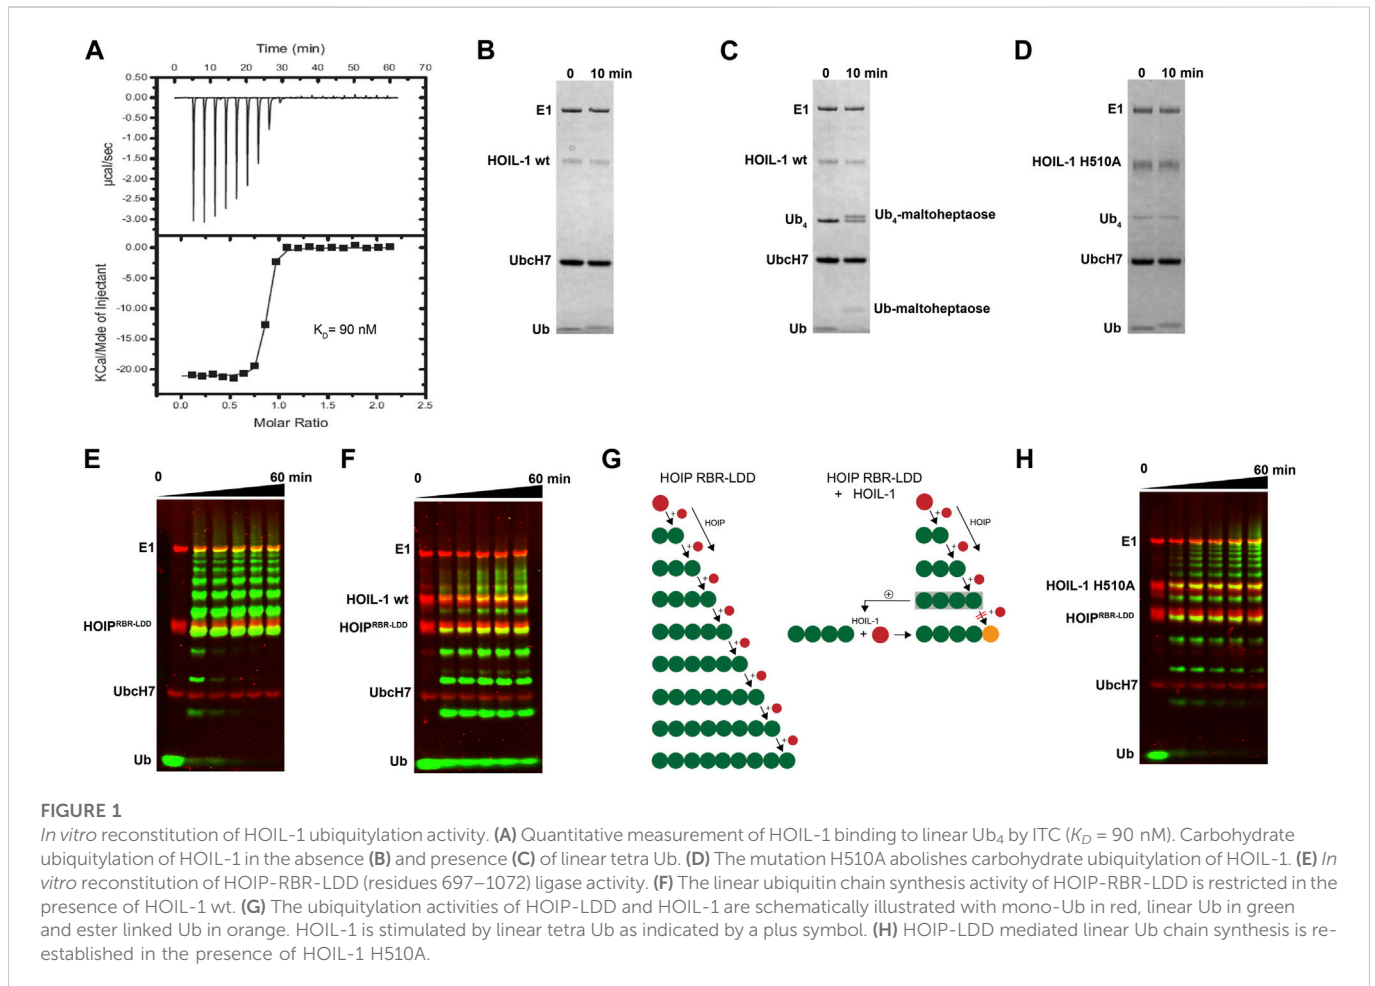 A
Time (min)
0 10 20 30 40 50 60 70
0.50
0.00
-0.50
-1.00
-1.50
-2.00
-2.50
-3.00
µcal/sec
0.00
-5.00
-10.00
-15.00
-20.00
KCal/Mole of Injectant
K_D= 90 nM
0.0 0.5 1.0 1.5 2.0 2.5
Molar Ratio
B
0 10 min
E1
HOIL-1 wt
UbcH7
Ub
C
0 10 min
E1
HOIL-1 wt
Ub4
Ub4-maltoheptaose
UbcH7
Ub-maltoheptaose
Ub
D
0 10 min
E1
HOIL-1 H510A
Ub4
UbcH7
Ub
E
0 60 min
E1
HOIP^RBR-LDD
UbcH7
Ub
F
0 60 min
E1
HOIL-1 wt
HOIP^RBR-LDD
UbcH7
Ub
G
HOIP RBR-LDD
+
HOIP
+
+
+
+
+
+
+
HOIP RBR-LDD
+ HOIL-1
+
HOIP
+
+
+
+
HOIL-1
+
H
0 60 min
E1
HOIL-1 H510A
HOIP^RBR-LDD
UbcH7
Ub
FIGURE 1
In vitro reconstitution of HOIL-1 ubiquitylation activity. (A) Quantitative measurement of HOIL-1 binding to linear Ub4 by ITC (K_D = 90 nM). Carbohydrate
ubiquitylation of HOIL-1 in the absence (B) and presence (C) of linear tetra Ub. (D) The mutation H510A abolishes carbohydrate ubiquitylation of HOIL-1. (E) In
vitro reconstitution of HOIP-RBR-LDD (residues 697–1072) ligase activity. (F) The linear ubiquitin chain synthesis activity of HOIP-RBR-LDD is restricted in the
presence of HOIL-1 wt. (G) The ubiquitylation activities of HOIP-LDD and HOIL-1 are schematically illustrated with mono-Ub in red, linear Ub in green
and ester linked Ub in orange. HOIL-1 is stimulated by linear tetra Ub as indicated by a plus symbol. (H) HOIP-LDD mediated linear Ub chain synthesis is re-
established in the presence of HOIL-1 H510A.